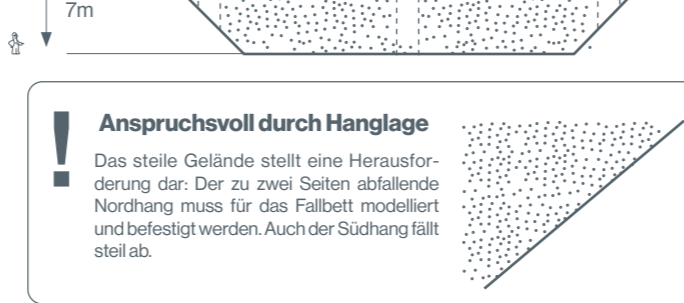 7m
!
Anspruchsvoll durch Hanglage
Das steile Gelände stellt eine Herausfor-
derung dar: Der zu zwei Seiten abfallende
Nordhang muss für das Fallbett modelliert
und befestigt werden. Auch der Südhang fällt
steil ab.